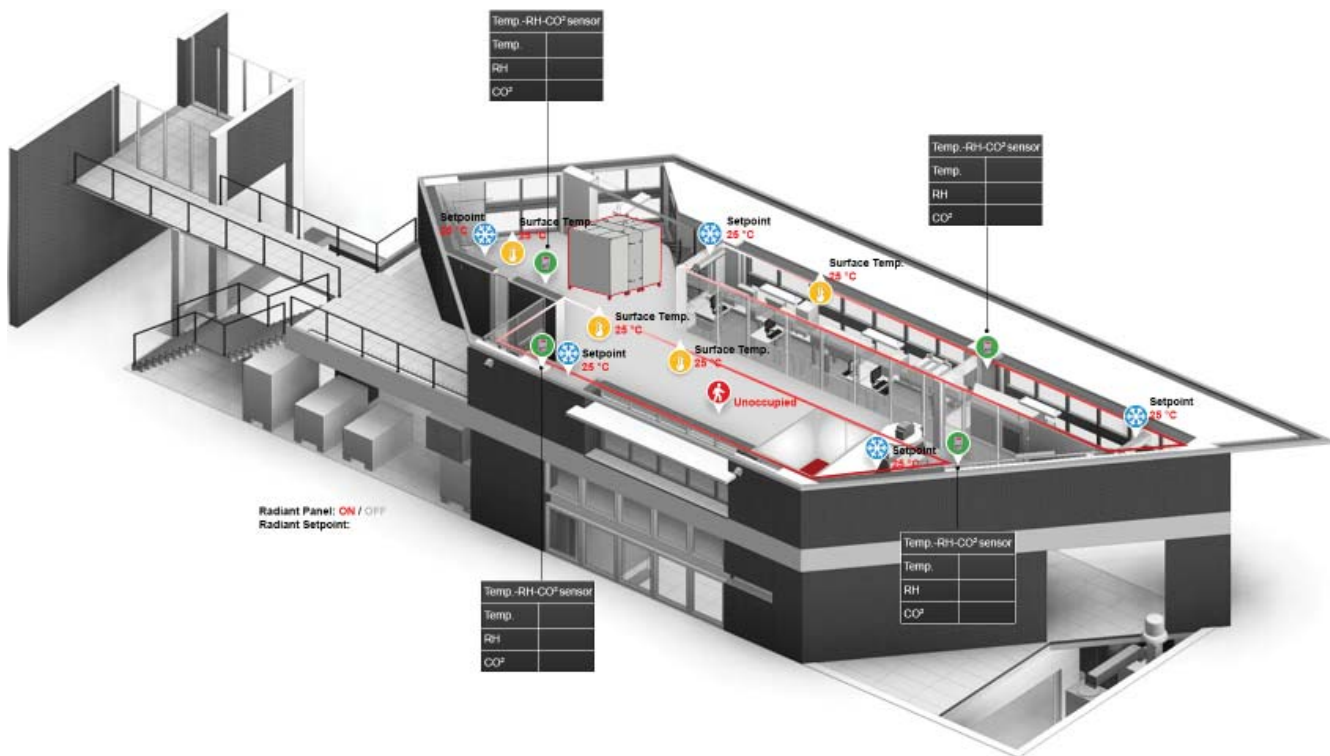 Temp.-RH-CO² sensor
Temp.
RH
CO²
Temp.-RH-CO² sensor
Temp.
RH
CO²
Setpoint
25 °C
Surface Temp.
25 °C
Setpoint
25 °C
Surface Temp.
25 °C
Surface Temp.
25 °C
Setpoint
25 °C
Surface Temp.
25 °C
Unoccupied
Setpoint
25 °C
Setpoint
25 °C
Radiant Panel: ON / OFF
Radiant Setpoint:
Temp.-RH-CO² sensor
Temp.
RH
CO²
Temp.-RH-CO² sensor
Temp.
RH
CO²